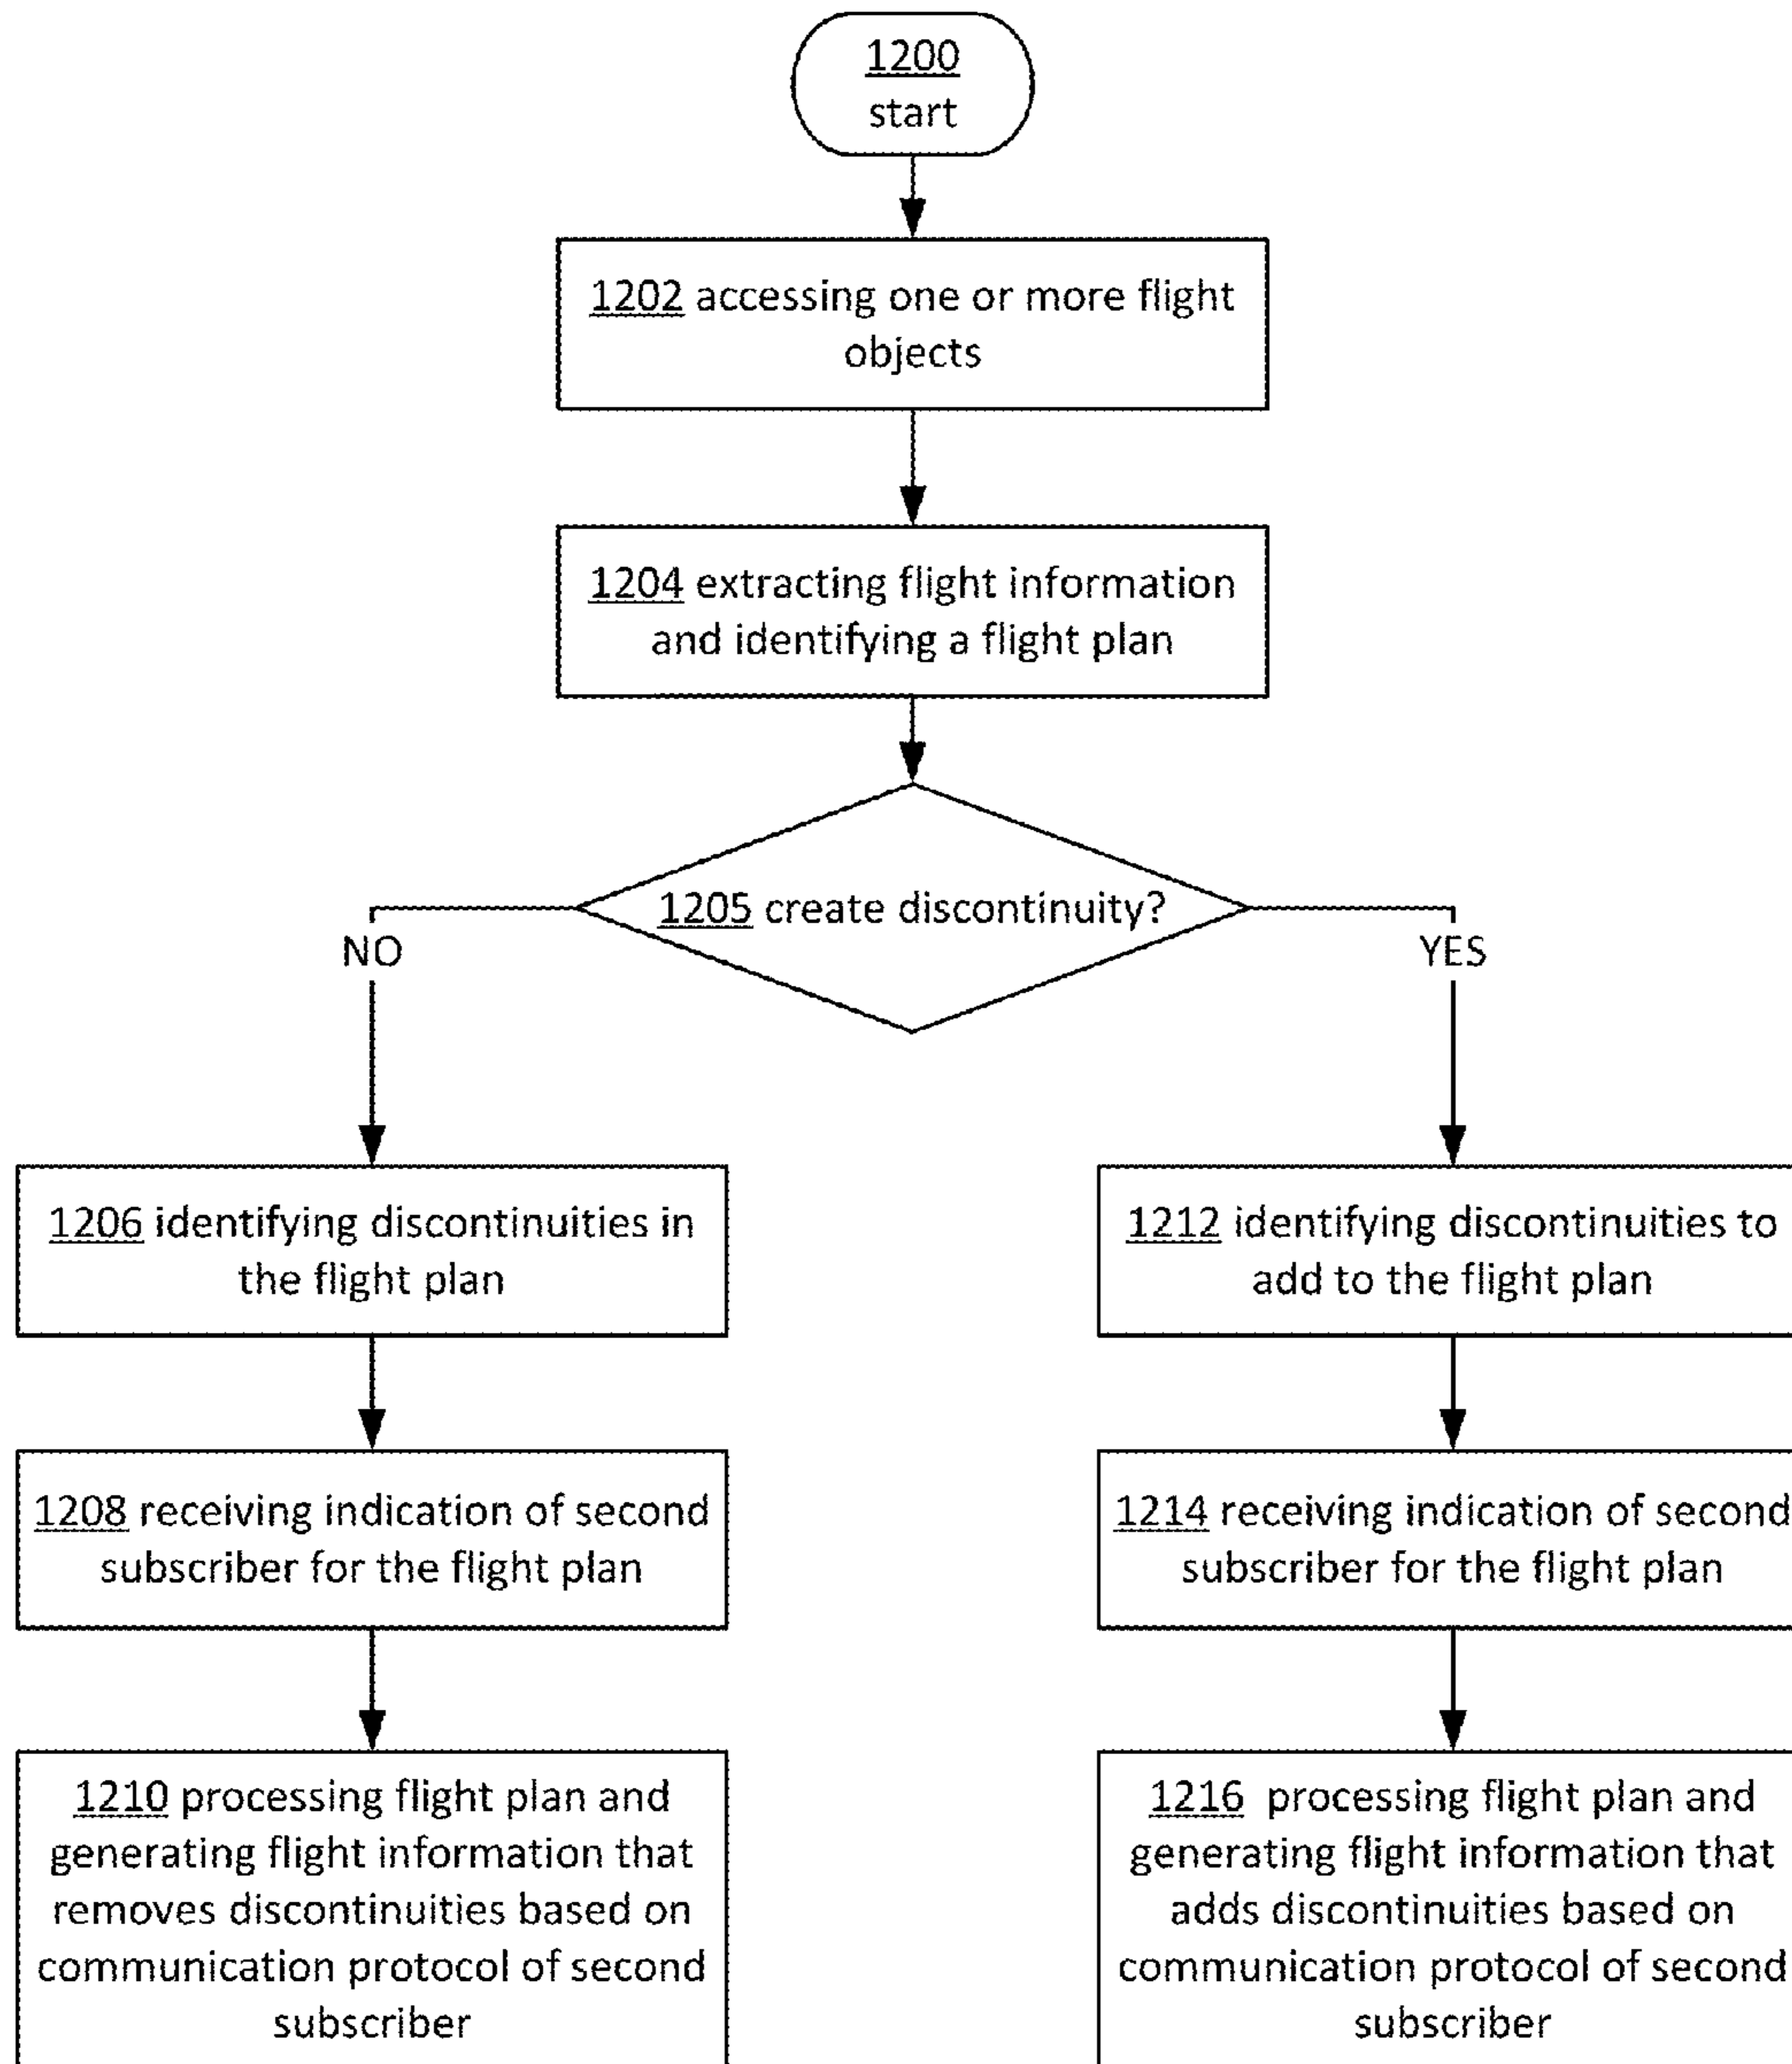 1200
start
1202 accessing one or more flight
objects
1204 extracting flight information
and identifying a flight plan
1205 create discontinuity?
NO
YES
1206 identifying discontinuities in
the flight plan
1212 identifying discontinuities to
add to the flight plan
1208 receiving indication of second
subscriber for the flight plan
1214 receiving indication of second
subscriber for the flight plan
1210 processing flight plan and
generating flight information that
removes discontinuities based on
communication protocol of second
subscriber
1216 processing flight plan and
generating flight information that
adds discontinuities based on
communication protocol of second
subscriber